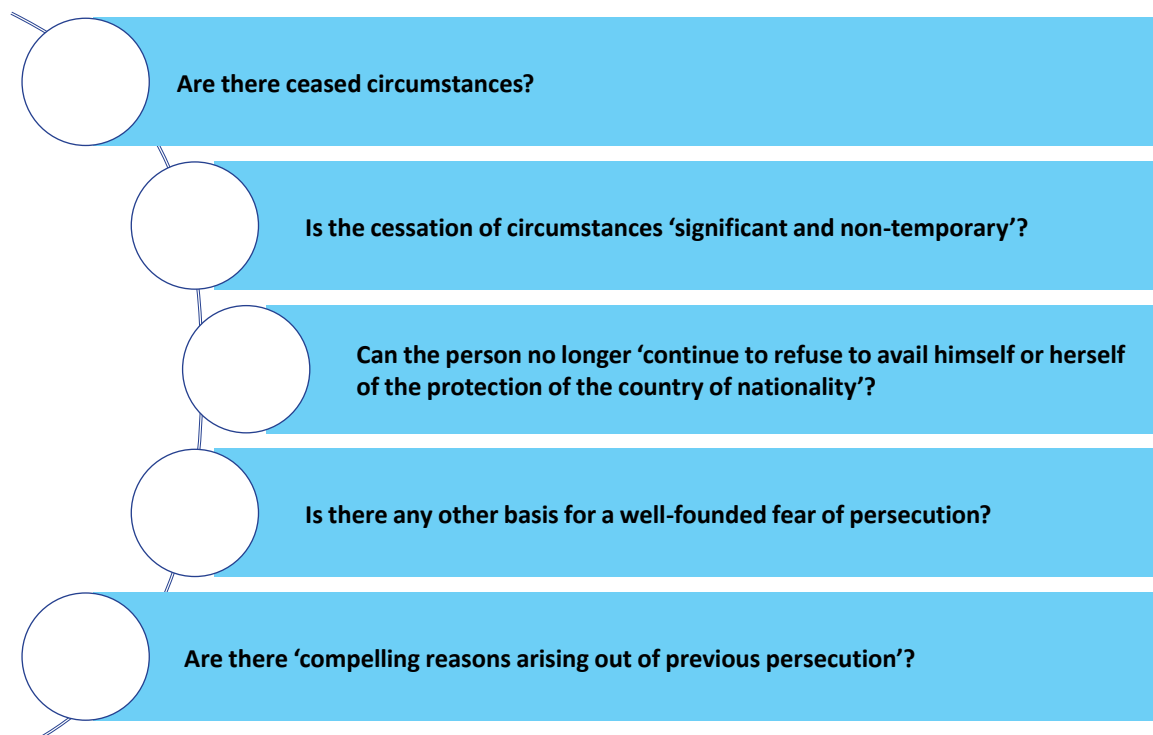 Are there ceased circumstances?
Is the cessation of circumstances ‘significant and non-temporary’?
Can the person no longer ‘continue to refuse to avail himself or herself
of the protection of the country of nationality’?
Is there any other basis for a well-founded fear of persecution?
Are there ‘compelling reasons arising out of previous persecution’?